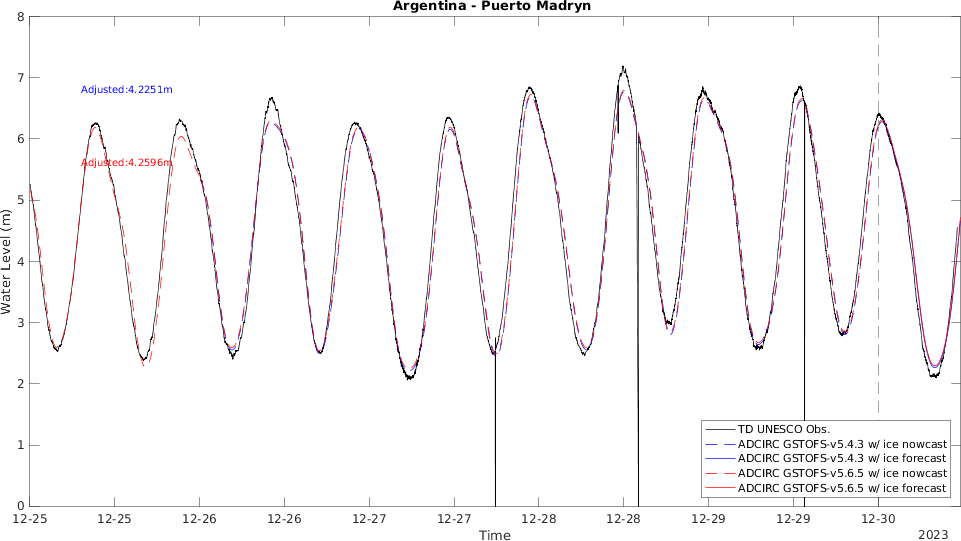 Argentina - Puerto Madryn
8
7
Adjusted:4.2251m
6
Adjusted:4.2596m
5
Water Level (m)
4
3
2
1
TD UNESCO Obs.
ADCIRC GSTOFS-v5.4.3 w/ ice nowcast
ADCIRC GSTOFS-v5.4.3 w/ ice forecast
ADCIRC GSTOFS-v5.6.5 w/ ice nowcast
ADCIRC GSTOFS-v5.6.5 w/ ice forecast
0
12-25 12-25 12-26 12-26 12-27 12-27 12-28 12-28 12-29 12-29 12-30
Time
2023